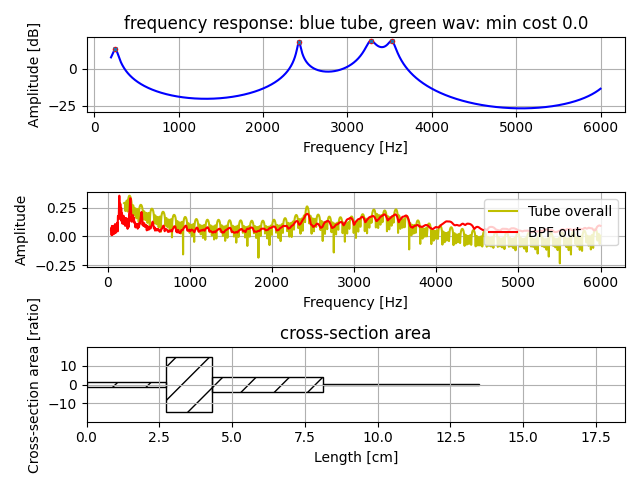 frequency response: blue tube, green wav: min cost 0.0
Amplitude [dB]
0
−25
0 1000 2000 3000 4000 5000 6000
Frequency [Hz]
Amplitude
0.25
0.00
−0.25
Tube overall
BPF out
0 1000 2000 3000 4000 5000 6000
Frequency [Hz]
cross-section area
Cross-section area [ratio]
10
0
−10
0.0 2.5 5.0 7.5 10.0 12.5 15.0 17.5
Length [cm]